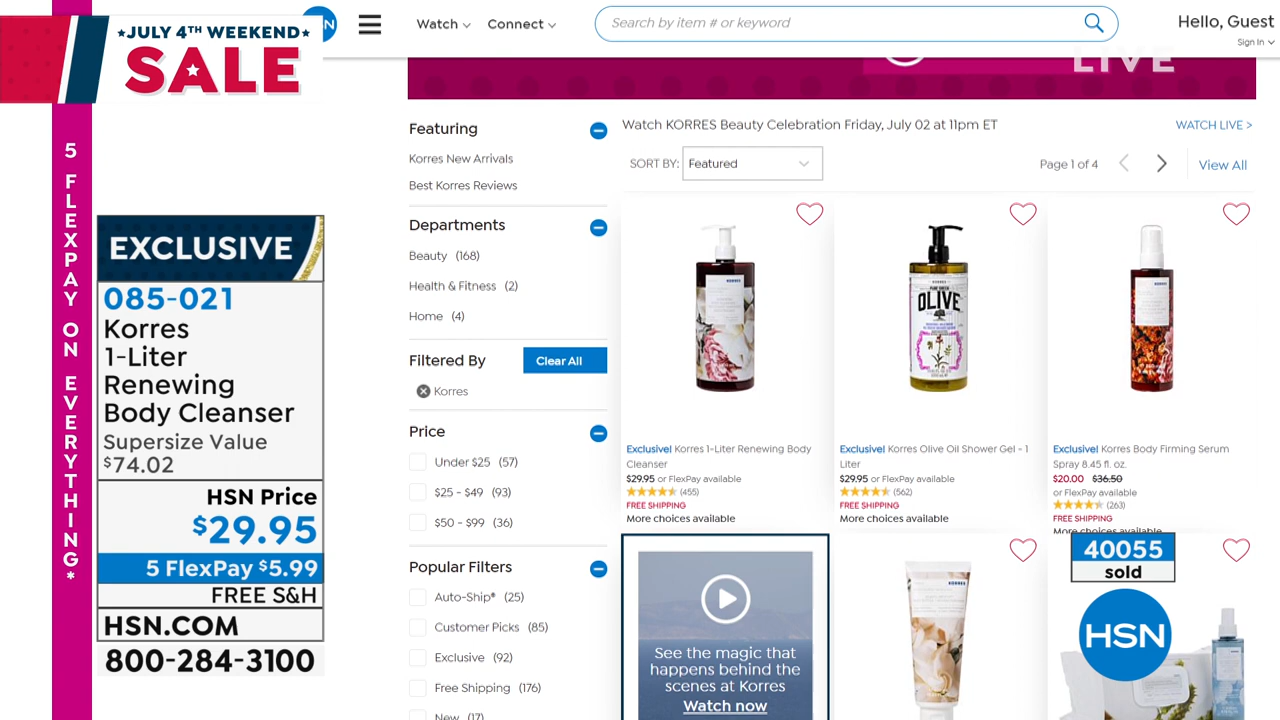 ★JULY 4TH WEEKEND★
SALE
N
Watch
Connect
Search by item # or keyword
Hello, Guest
Sign In
LIVE
5 FLEXPAY ON EVERYTHING*
EXCLUSIVE
085-021
Korres
1-Liter
Renewing
Body Cleanser
Supersize Value
$74.02
HSN Price
$29.95
5 FlexPay $5.99
FREE S&H
HSN.COM
800-284-3100
Featuring
Korres New Arrivals
Best Korres Reviews
Departments
Beauty (168)
Health & Fitness (2)
Home (4)
Filtered By
Clear All
Korres
Price
Under $25 (57)
$25 - $49 (93)
$50 - $99 (36)
Popular Filters
Auto-Ship® (25)
Customer Picks (85)
Exclusive (92)
Free Shipping (176)
New (17)
Watch KORRES Beauty Celebration Friday, July 02 at 11pm ET
WATCH LIVE >
SORT BY: Featured
Page 1 of 4
View All
KORRES
PURE GREEK
OLIVE
KORRES
Exclusive! Korres 1-Liter Renewing Body
Cleanser
$29.95 or FlexPay available
(455)
FREE SHIPPING
More choices available
Exclusive! Korres Olive Oil Shower Gel - 1
Liter
$29.95 or FlexPay available
(562)
FREE SHIPPING
More choices available
Exclusive! Korres Body Firming Serum
Spray 8.45 fl. oz.
$20.00 $36.50
or FlexPay available
(263)
FREE SHIPPING
More choices available
See the magic that
happens behind the
scenes at Korres
Watch now
KORRES
40055
sold
HSN